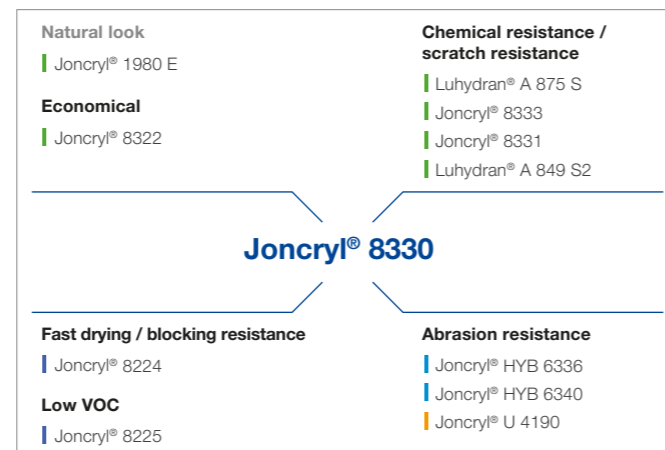 Natural look
Joncryl® 1980 E
Economical
Joncryl® 8322
Chemical resistance /
scratch resistance
Luhydran® A 875 S
Joncryl® 8333
Joncryl® 8331
Luhydran® A 849 S2
Joncryl® 8330
Fast drying / blocking resistance
Joncryl® 8224
Low VOC
Joncryl® 8225
Abrasion resistance
Joncryl® HYB 6336
Joncryl® HYB 6340
Joncryl® U 4190